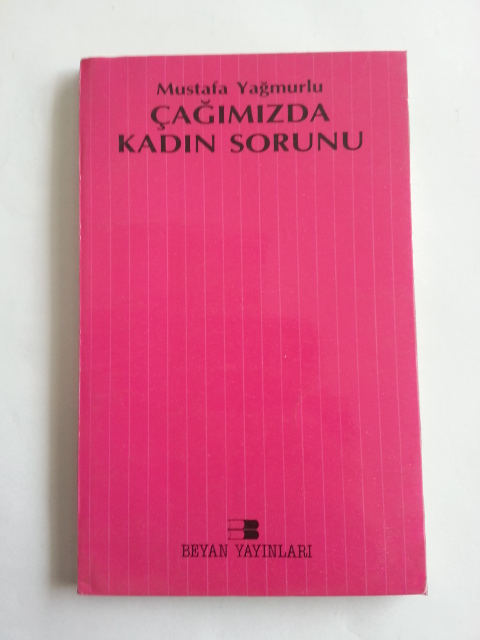 Mustafa Yağmurlu
ÇAĞIMIZDA
KADIN SORUNU
BEYAN YAYINLARI